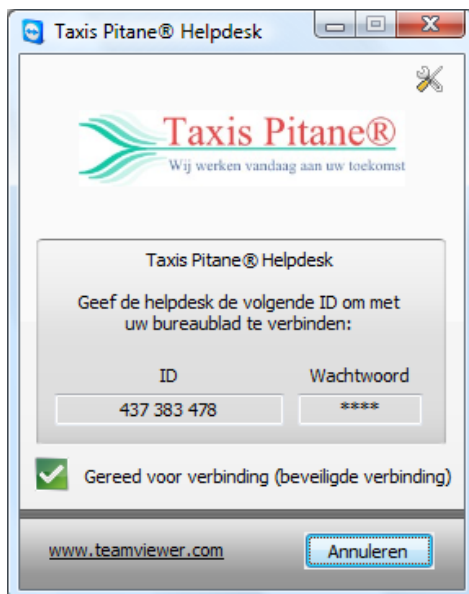 Taxis Pitane® Helpdesk
Taxis Pitane®
Wij werken vandaag aan uw toekomst
Taxis Pitane® Helpdesk
Geef de helpdesk de volgende ID om met
uw bureaublad te verbinden:
ID Wachtwoord
437 383 478 ****
Gereed voor verbinding (beveiligde verbinding)
www.teamviewer.com Annuleren